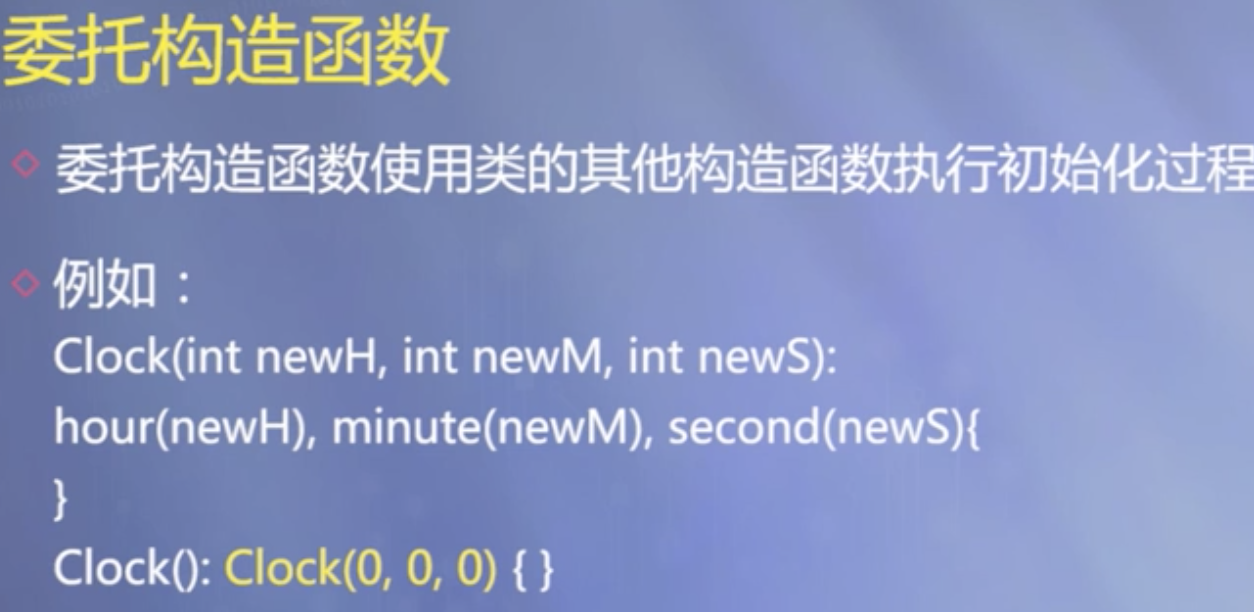 委托构造函数
委托构造函数使用类的其他构造函数执行初始化过程
例如：
Clock(int newH, int newM, int newS):
hour(newH), minute(newM), second(newS){
}
Clock(): Clock(0, 0, 0) { }